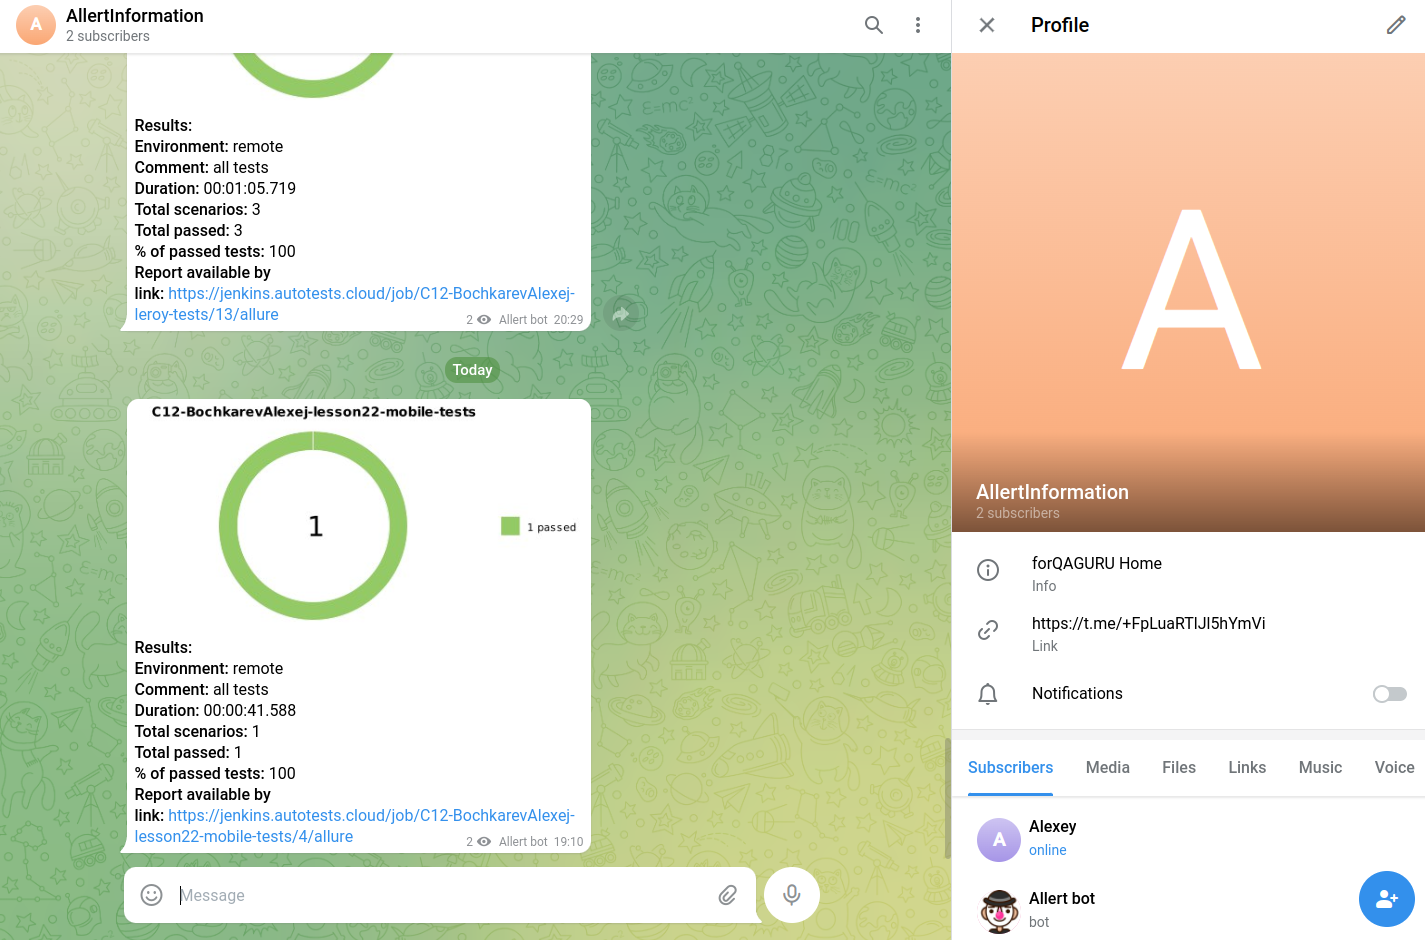 A
AllertInformation
2 subscribers
Results:
Environment: remote
Comment: all tests
Duration: 00:01:05.719
Total scenarios: 3
Total passed: 3
% of passed tests: 100
Report available by
link: https://jenkins.autotests.cloud/job/C12-BochkarevAlexej-
leroy-tests/13/allure
2 Allert bot 20:29
Today
C12-BochkarevAlexej-lesson22-mobile-tests
1
1 passed
Results:
Environment: remote
Comment: all tests
Duration: 00:00:41.588
Total scenarios: 1
Total passed: 1
% of passed tests: 100
Report available by
link: https://jenkins.autotests.cloud/job/C12-BochkarevAlexej-
lesson22-mobile-tests/4/allure
2 Allert bot 19:10
Message
Profile
A
AllertInformation
2 subscribers
forQAGURU Home
Info
https://t.me/+FpLuaRTlJl5hYmVi
Link
Notifications
Subscribers Media Files Links Music Voice
A
Alexey
online
Allert bot
bot